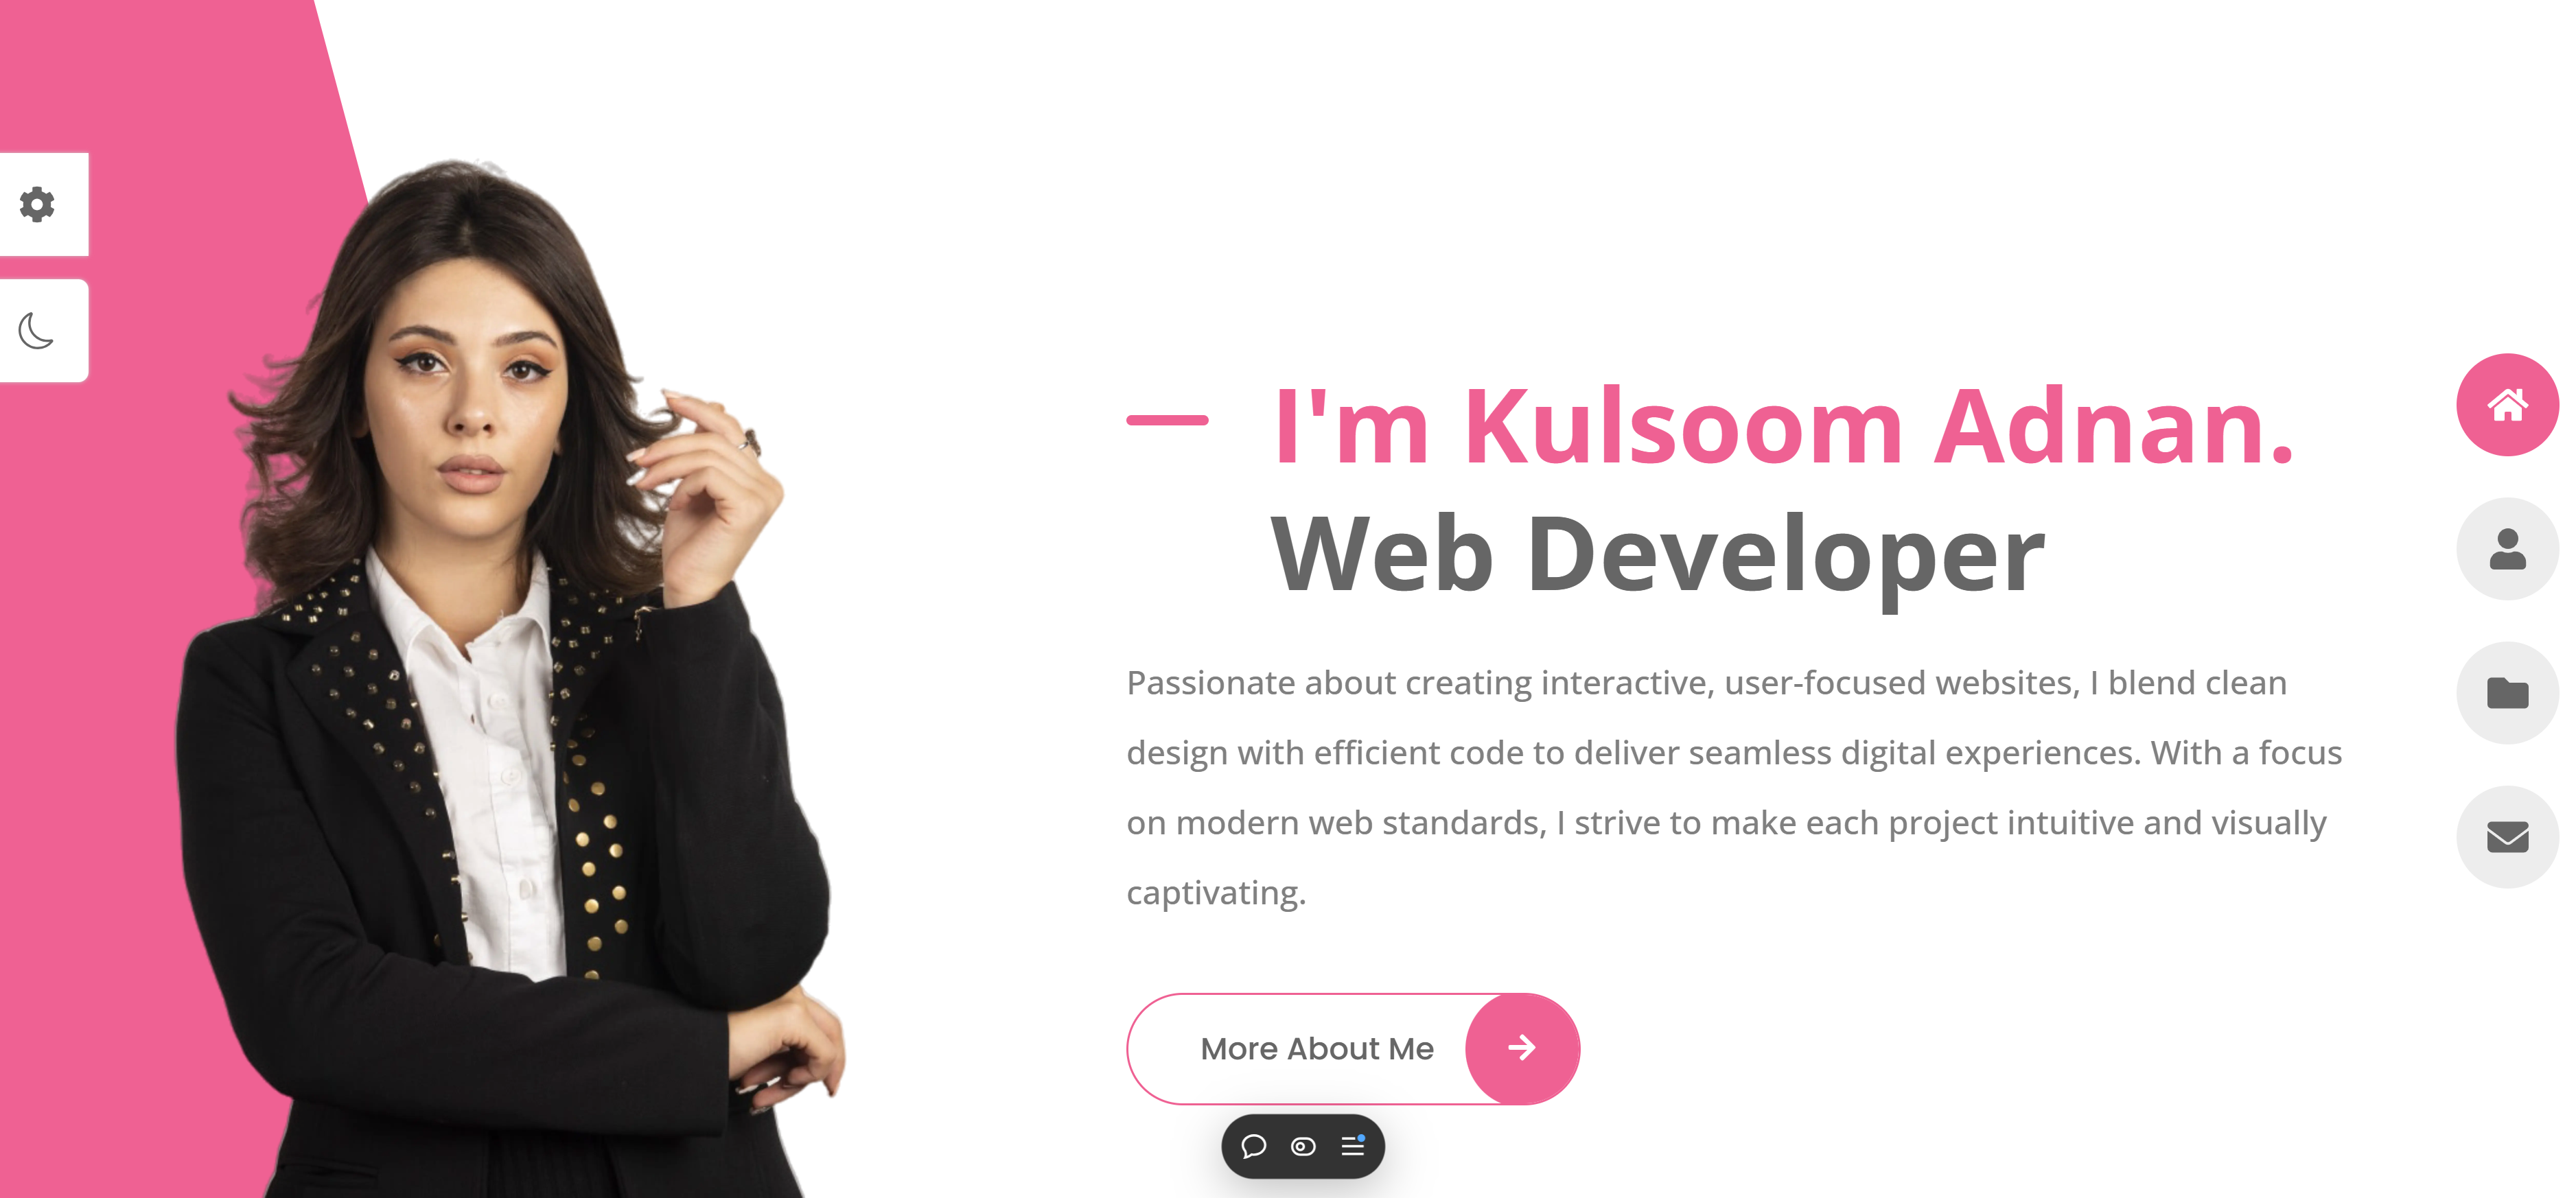 I'm Kulsoom Adnan.
Web Developer
Passionate about creating interactive, user-focused websites, I blend clean
design with efficient code to deliver seamless digital experiences. With a focus
on modern web standards, I strive to make each project intuitive and visually
captivating.
More About Me